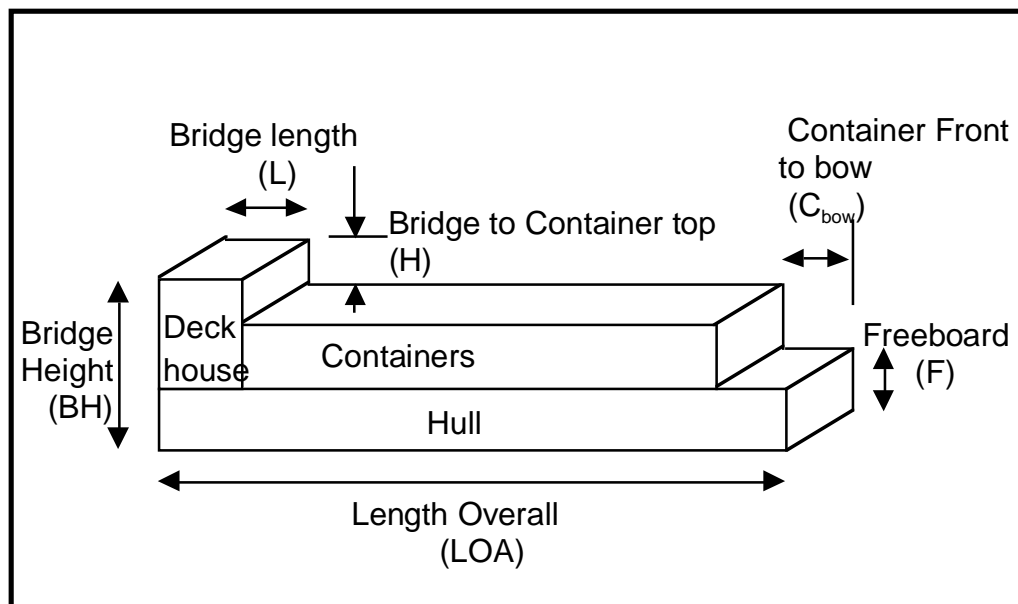 Bridge length
(L)
Container Front
to bow
(Cbow)
Bridge to Container top
(H)
Bridge
Height
(BH)
Deck
house
Containers
Freeboard
(F)
Hull
Length Overall
(LOA)